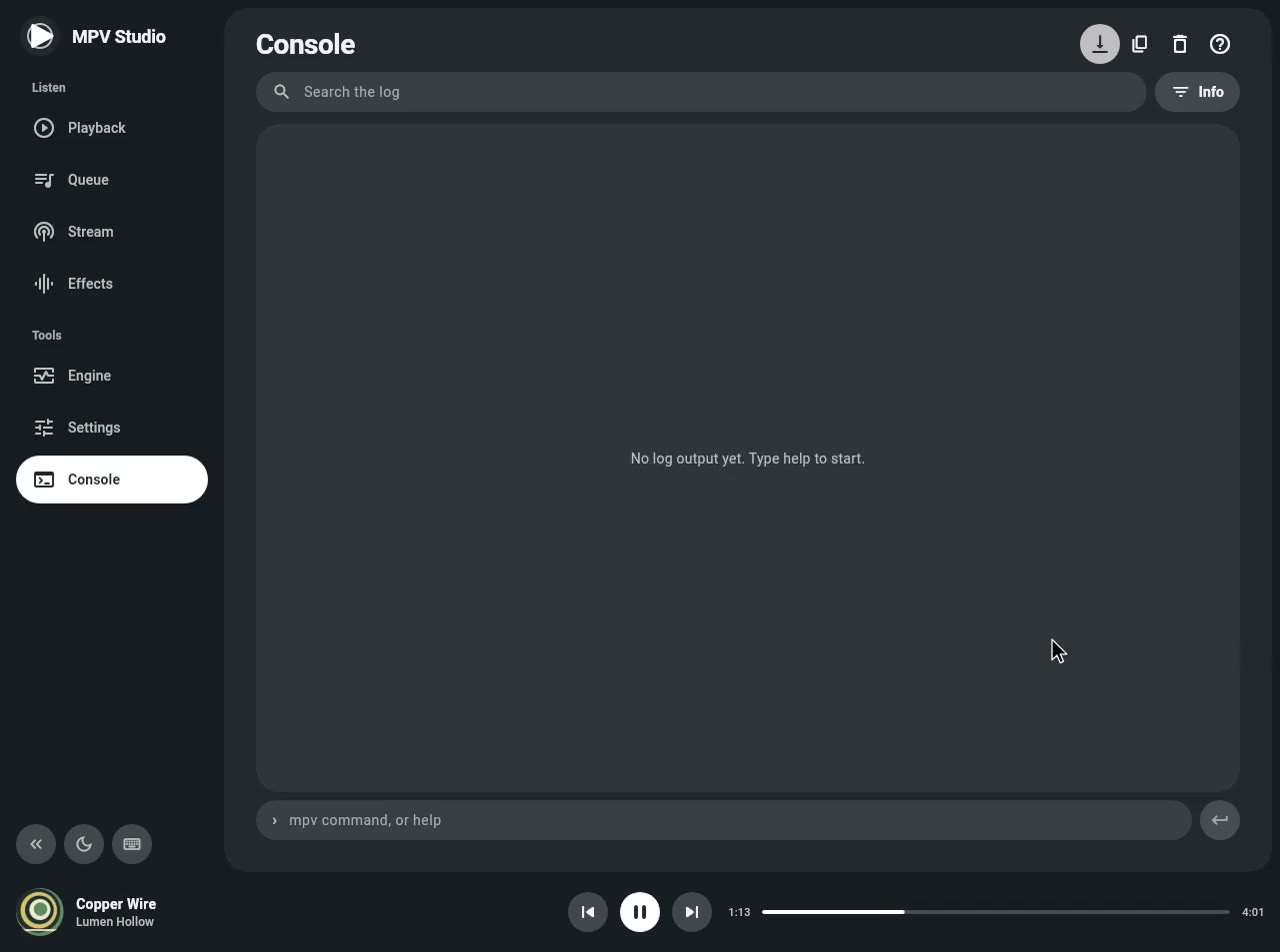 MPV Studio
Listen
Playback
Queue
Stream
Effects
Tools
Engine
Settings
Console
Console
Search the log
Info
No log output yet. Type help to start.
› mpv command, or help
Copper Wire
Lumen Hollow
1:13
4:01